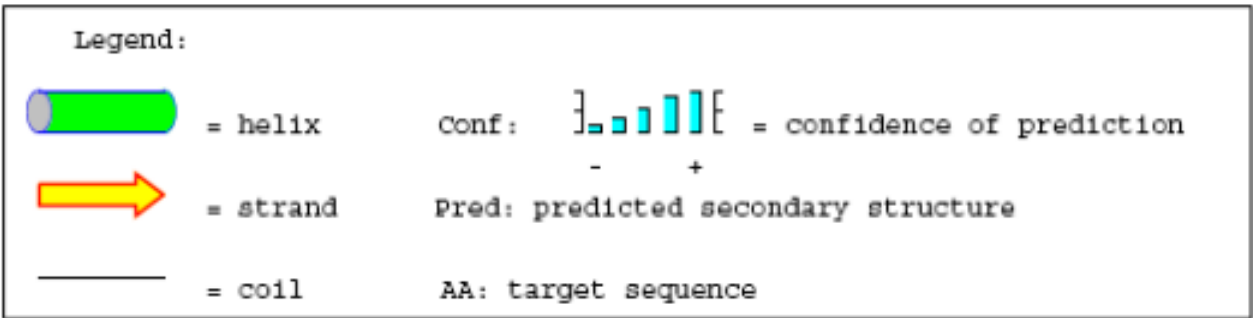 Legend:
= helix Conf: = confidence of prediction
- +
= strand Pred: predicted secondary structure
= coil AA: target sequence